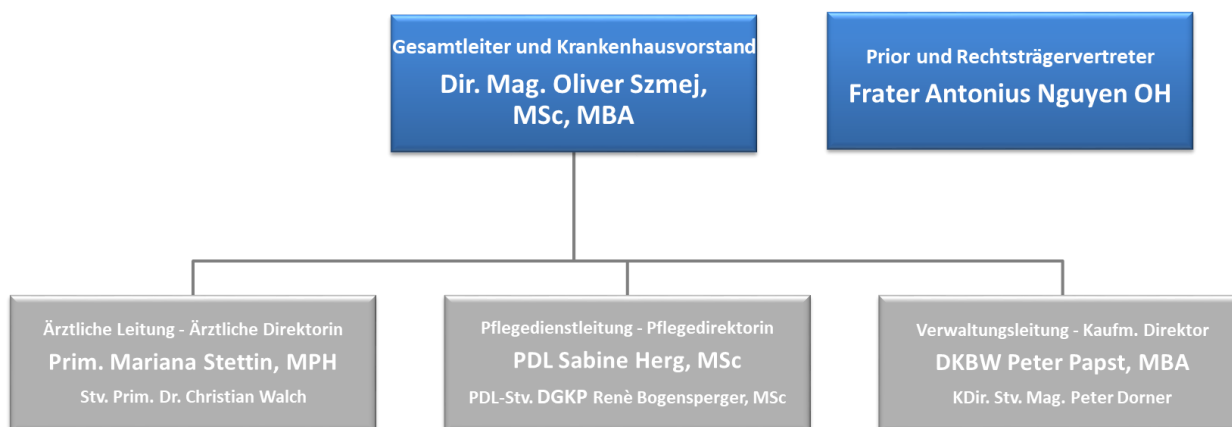 Gesamtleiter und Krankenhausvorstand
Dir. Mag. Oliver Szmej,
MSc, MBA
Prior und Rechtsträgervertreter
Frater Antonius Nguyen OH
Ärztliche Leitung - Ärztliche Direktorin
Prim. Mariana Stettin, MPH
Stv. Prim. Dr. Christian Walch
Pflegedienstleitung - Pflegedirektorin
PDL Sabine Herg, MSc
PDL-Stv. DGKP Renè Bogensperger, MSc
Verwaltungsleitung - Kaufm. Direktor
DKBW Peter Papst, MBA
KDir. Stv. Mag. Peter Dorner